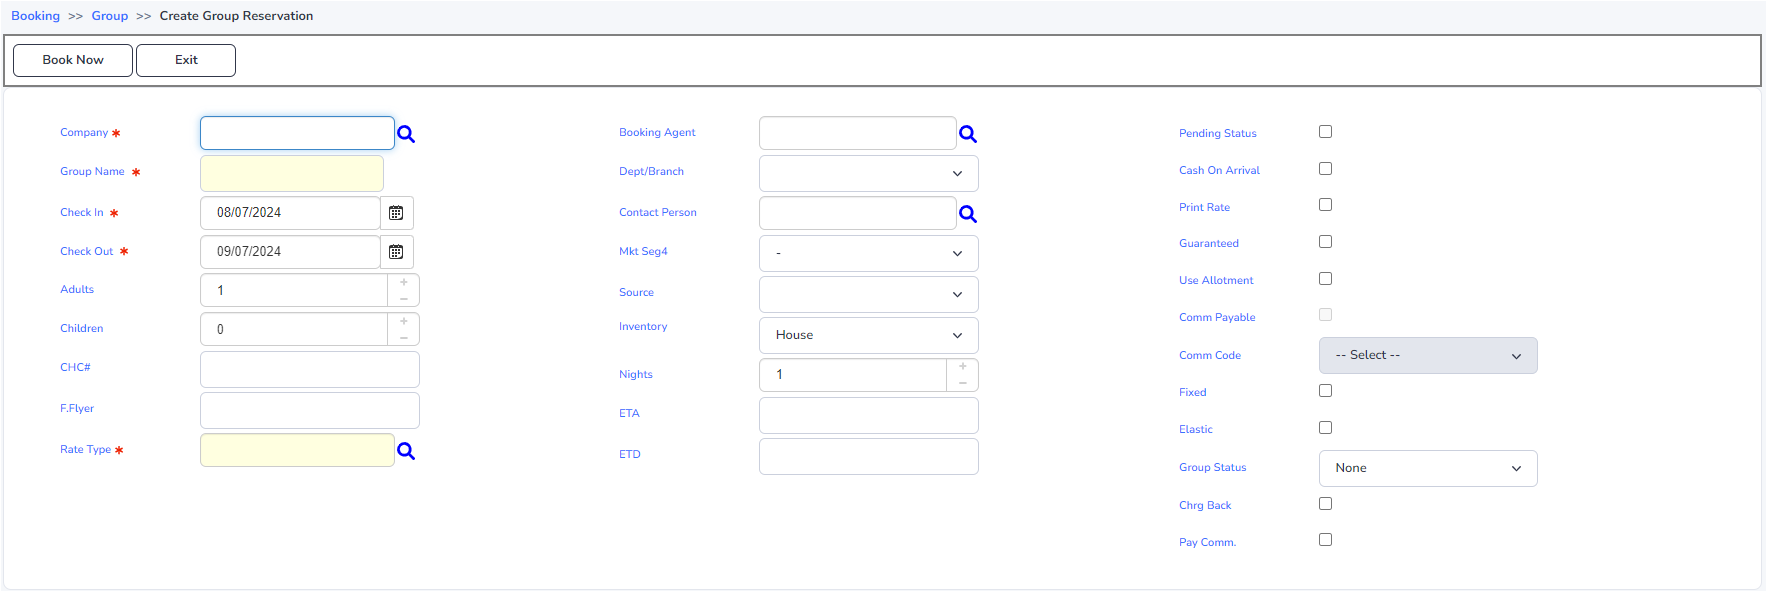 Booking >> Group >> Create Group Reservation
Book Now Exit
Company *
Group Name *
Check In * 08/07/2024
Check Out * 09/07/2024
Adults 1
Children 0
CHC#
F.Flyer
Rate Type *
Booking Agent
Dept/Branch
Contact Person
Mkt Seg4 -
Source
Inventory House
Nights 1
ETA
ETD
Pending Status
Cash On Arrival
Print Rate
Guaranteed
Use Allotment
Comm Payable
Comm Code -- Select --
Fixed
Elastic
Group Status None
Chrg Back
Pay Comm.